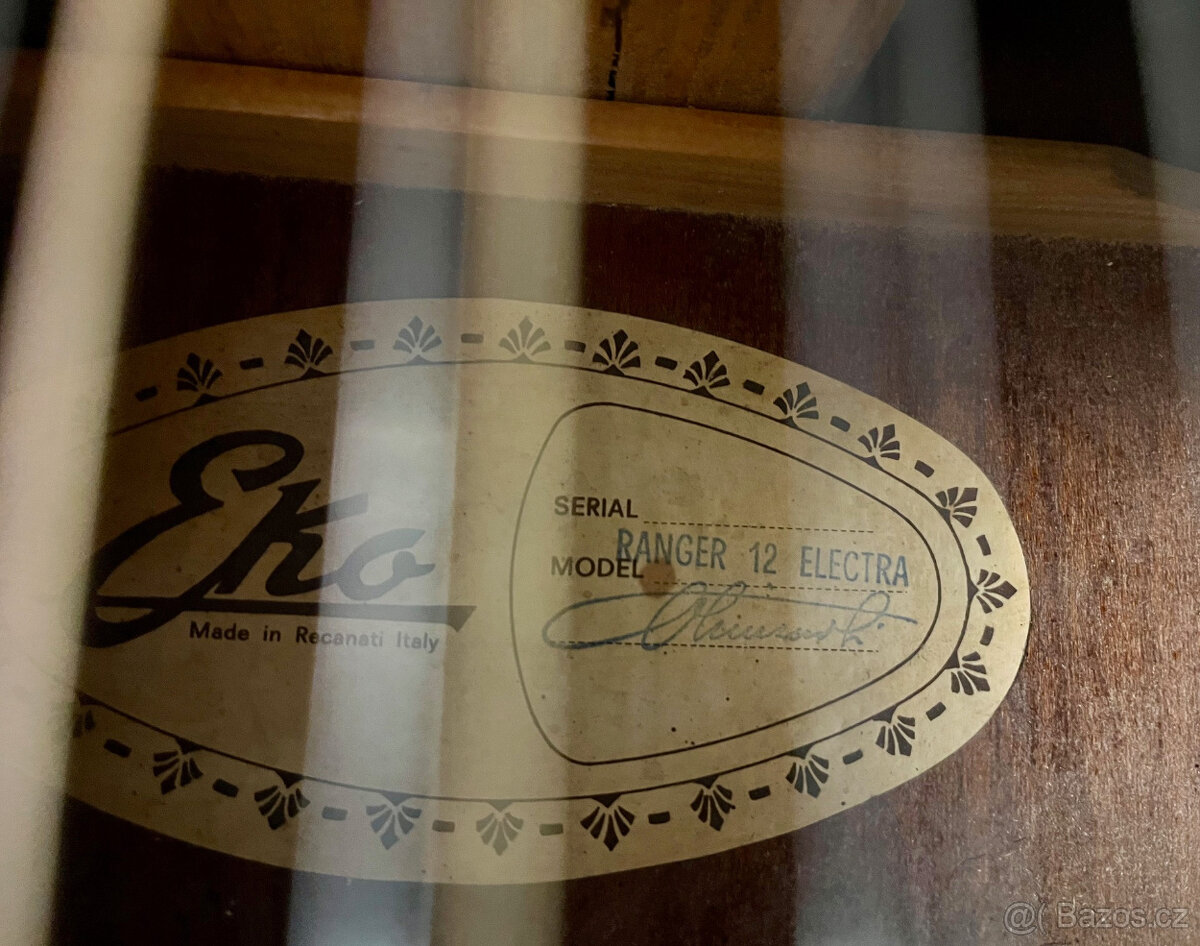 Eko
Made in Recanati Italy
SERIAL
MODEL RANGER 12 ELECTRA
@( Bazos.cz